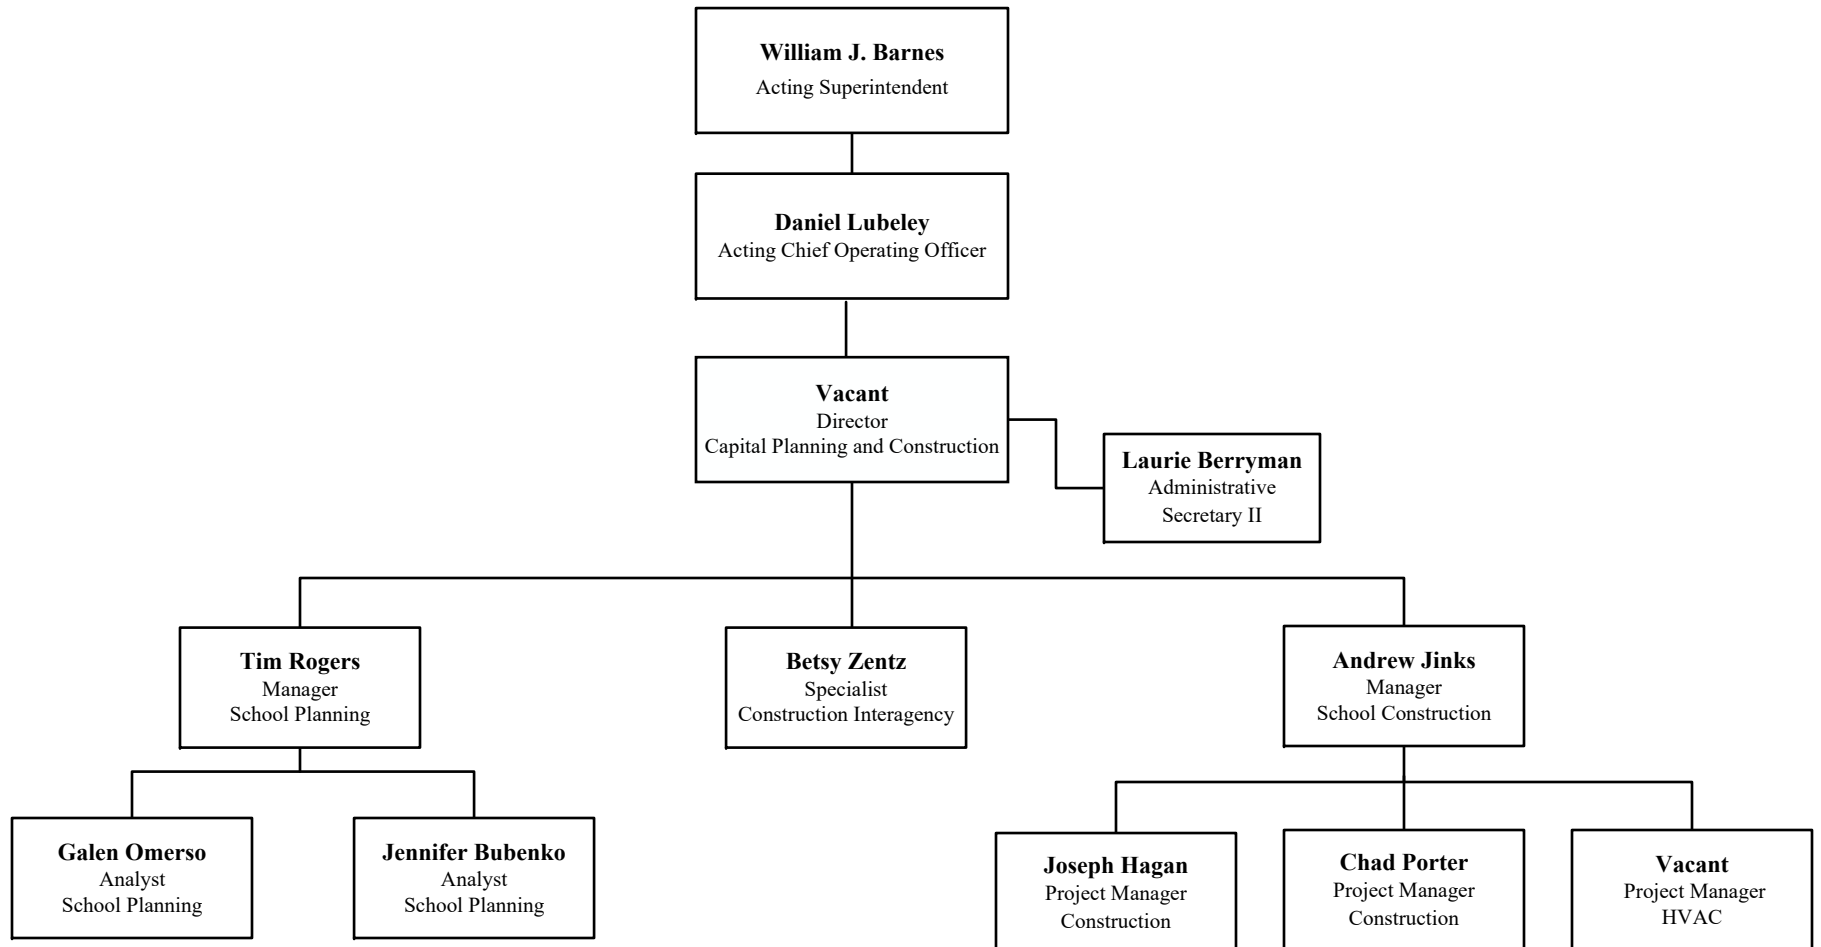 William J. Barnes
Acting Superintendent
Daniel Lubeley
Acting Chief Operating Officer
Vacant
Director
Capital Planning and Construction
Laurie Berryman
Administrative
Secretary II
Tim Rogers
Manager
School Planning
Betsy Zentz
Specialist
Construction Interagency
Andrew Jinks
Manager
School Construction
Galen Omerso
Analyst
School Planning
Jennifer Bubenko
Analyst
School Planning
Joseph Hagan
Project Manager
Construction
Chad Porter
Project Manager
Construction
Vacant
Project Manager
HVAC